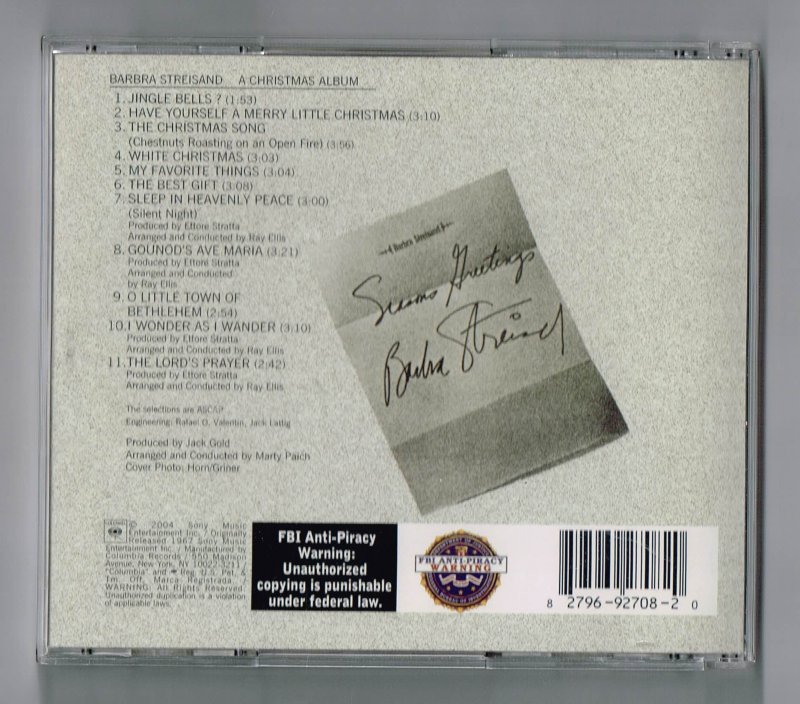 BARBRA STREISAND A CHRISTMAS ALBUM
1. JINGLE BELLS ? (1:53)
2. HAVE YOURSELF A MERRY LITTLE CHRISTMAS (3:10)
3. THE CHRISTMAS SONG
(Chestnuts Roasting on an Open Fire) (3:56)
4. WHITE CHRISTMAS (3:03)
5. MY FAVORITE THINGS (3:04)
6. THE BEST GIFT (3:08)
7. SLEEP IN HEAVENLY PEACE (3:00)
(Silent Night)
Produced by Ettore Stratta
Arranged and Conducted by Ray Ellis
8. GOUNOD'S AVE MARIA (3:21)
Produced by Ettore Stratta
Arranged and Conducted
by Ray Ellis
9. O LITTLE TOWN OF
BETHLEHEM (2:54)
10. I WONDER AS I WANDER (3:10)
Produced by Ettore Stratta
Arranged and Conducted by Ray Ellis
11. THE LORD'S PRAYER (2:42)
Produced by Ettore Stratta
Arranged and Conducted by Ray Ellis
The selections are ASCAP
Engineering: Rafael O. Valentin, Jack Lattig
Produced by Jack Gold
Arranged and Conducted by Marty Paich
Cover Photo: Horn/Griner
Barbra Streisand
Seasons Greetings
Barbra Streisand
© 2004 Sony Music
Entertainment Inc. / Originally
Released 1967 Sony Music
Entertainment Inc. / Manufactured by
Columbia Records / 550 Madison
Avenue, New York, NY 10022-3211 /
"Columbia" and Reg. U.S. Pat. &
Tm. Off. Marca Registrada. /
WARNING: All Rights Reserved.
Unauthorized duplication is a violation
of applicable laws.
FBI Anti-Piracy
Warning:
Unauthorized
copying is punishable
under federal law.
DEPARTMENT OF JUSTICE
FBI ANTI-PIRACY
WARNING
FEDERAL BUREAU OF INVESTIGATION
8 2796-92708-2 0